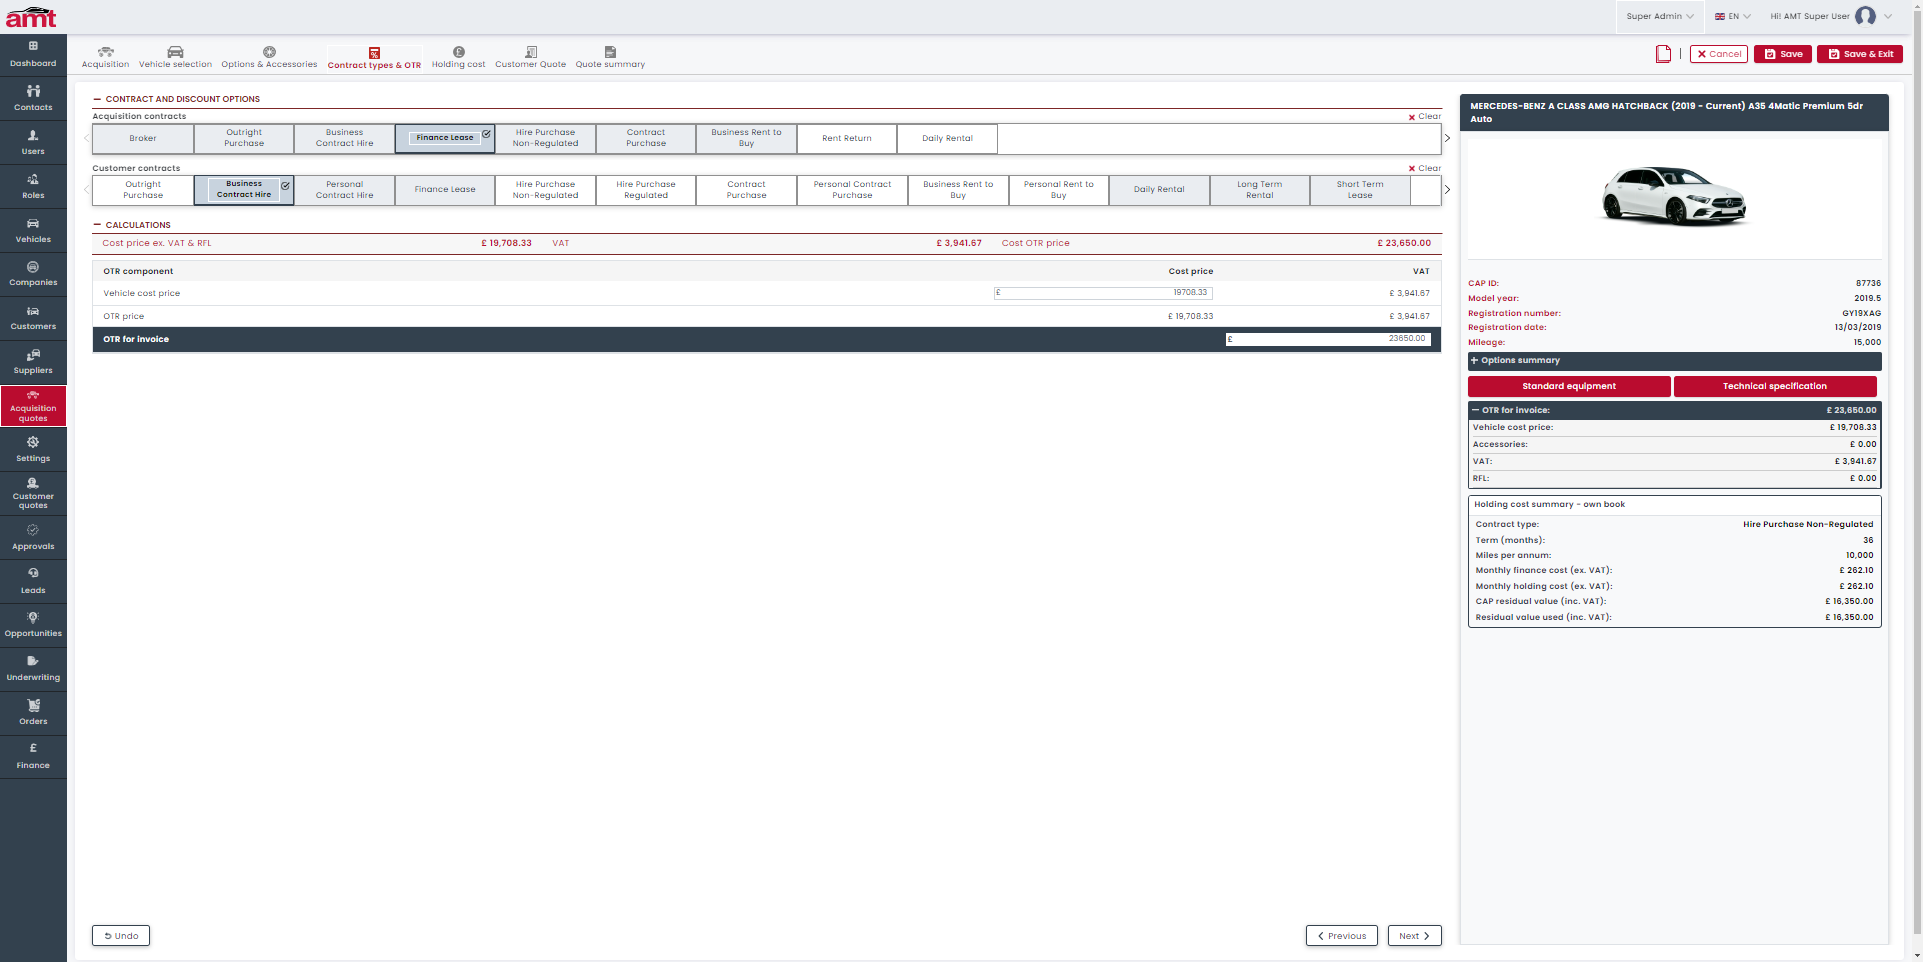 amt
Super Admin
EN
Hi! AMT Super User
Dashboard
Contacts
Users
Roles
Vehicles
Companies
Customers
Suppliers
Acquisition
quotes
Settings
Customer
quotes
Approvals
Leads
Opportunities
Underwriting
Orders
Finance
Acquisition
Vehicle selection
Options & Accessories
Contract types & OTR
Holding cost
Customer Quote
Quote summary
Cancel
Save
Save & Exit
CONTRACT AND DISCOUNT OPTIONS
Acquisition contracts
Clear
Broker
Outright
Purchase
Business
Contract Hire
Finance Lease
Hire Purchase
Non-Regulated
Contract
Purchase
Business Rent to
Buy
Rent Return
Daily Rental
Customer contracts
Clear
Outright
Purchase
Business
Contract Hire
Personal
Contract Hire
Finance Lease
Hire Purchase
Non-Regulated
Hire Purchase
Regulated
Contract
Purchase
Personal Contract
Purchase
Business Rent to
Buy
Personal Rent to
Buy
Daily Rental
Long Term
Rental
Short Term
Lease
CALCULATIONS
Cost price ex. VAT & RFL £ 19,708.33 VAT £ 3,941.67 Cost OTR price £ 23,650.00
OTR component Cost price VAT
Vehicle cost price £ 19708.33 £ 3,941.67
OTR price £ 19,708.33 £ 3,941.67
OTR for invoice £ 23650.00
Undo
Previous
Next
MERCEDES-BENZ A CLASS AMG HATCHBACK (2019 - Current) A35 4Matic Premium 5dr
Auto
CAP ID: 87736
Model year: 2019.5
Registration number: GY19XAG
Registration date: 13/03/2019
Mileage: 15,000
Options summary
Standard equipment
Technical specification
OTR for invoice: £ 23,650.00
Vehicle cost price: £ 19,708.33
Accessories: £ 0.00
VAT: £ 3,941.67
RFL: £ 0.00
Holding cost summary - own book
Contract type: Hire Purchase Non-Regulated
Term (months): 36
Miles per annum: 10,000
Monthly finance cost (ex. VAT): £ 262.10
Monthly holding cost (ex. VAT): £ 262.10
CAP residual value (inc. VAT): £ 16,350.00
Residual value used (inc. VAT): £ 16,350.00